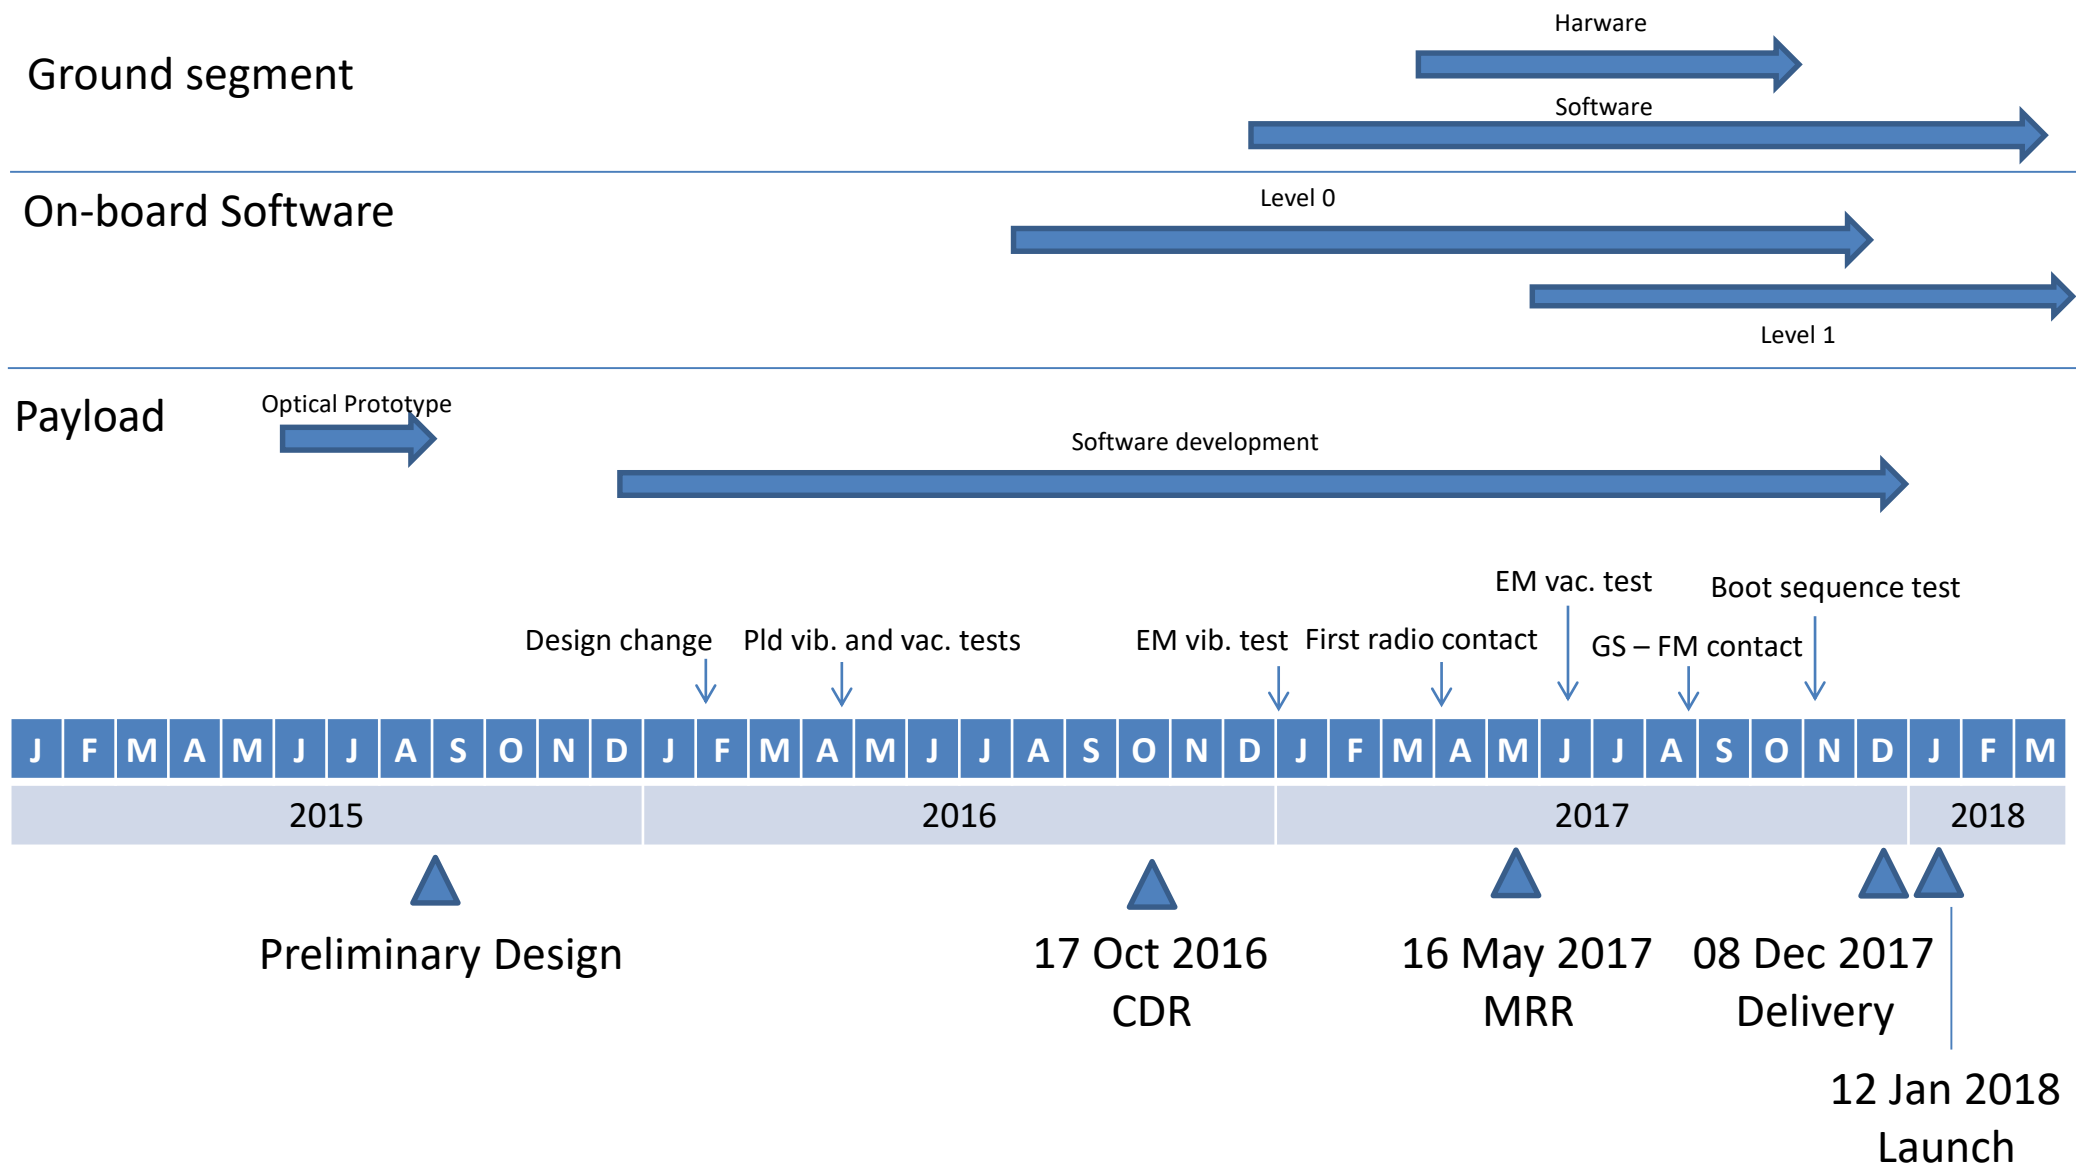 Harware
Ground segment
Software
On-board Software
Level 0
Level 1
Payload
Optical Prototype
Software development
EM vac. test
Boot sequence test
Design change
Pld vib. and vac. tests
EM vib. test
First radio contact
GS – FM contact
J F M A M J J A S O N D J F M A M J J A S O N D J F M A M J J A S O N D J F M
2015 2016 2017 2018
Preliminary Design
17 Oct 2016
CDR
16 May 2017
MRR
08 Dec 2017
Delivery
12 Jan 2018
Launch